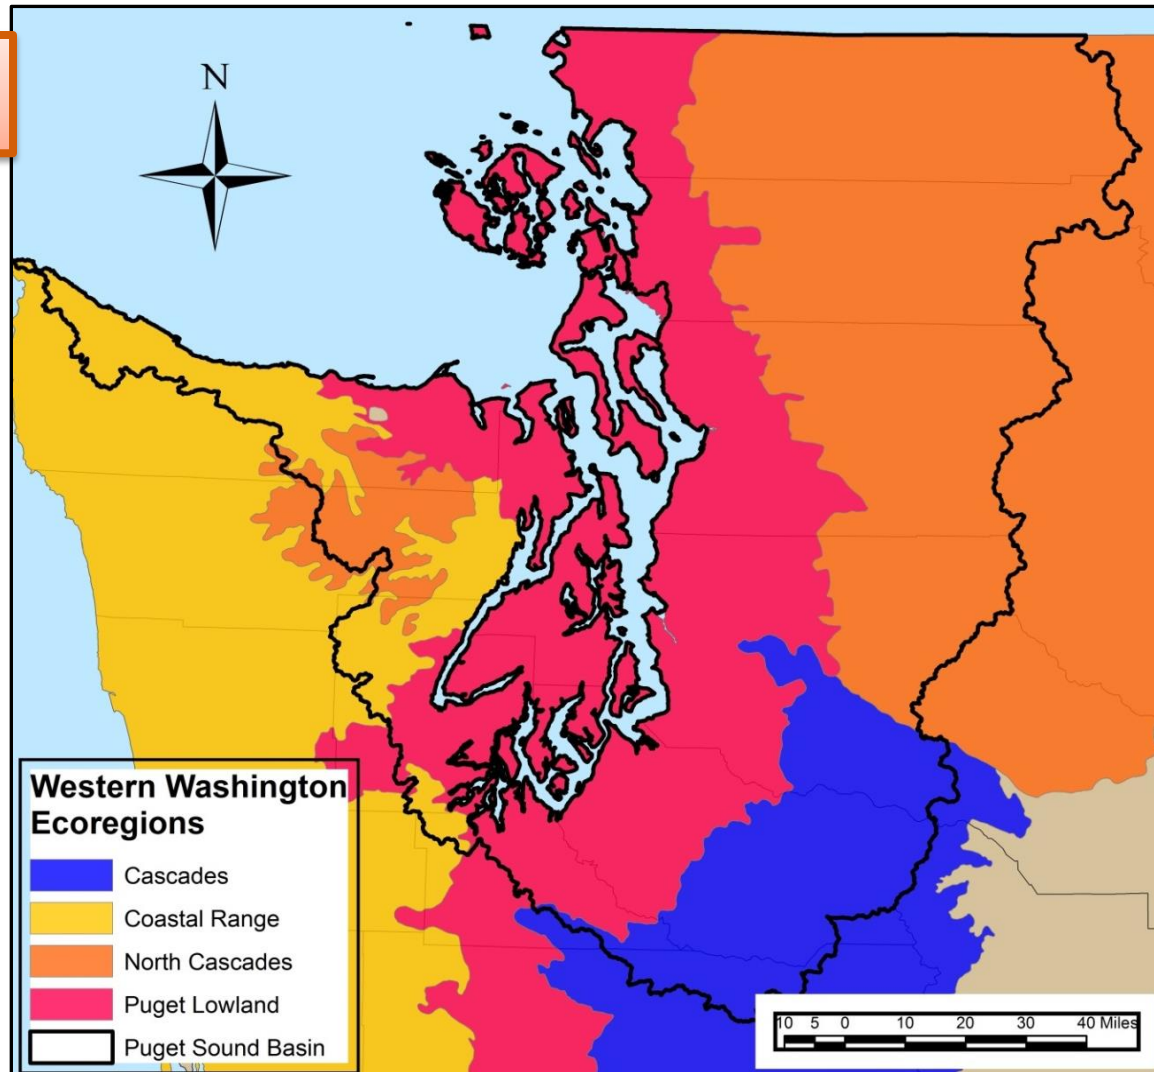 N
Western Washington
Ecoregions
Cascades
Coastal Range
North Cascades
Puget Lowland
Puget Sound Basin
10 5 0 10 20 30 40 Miles